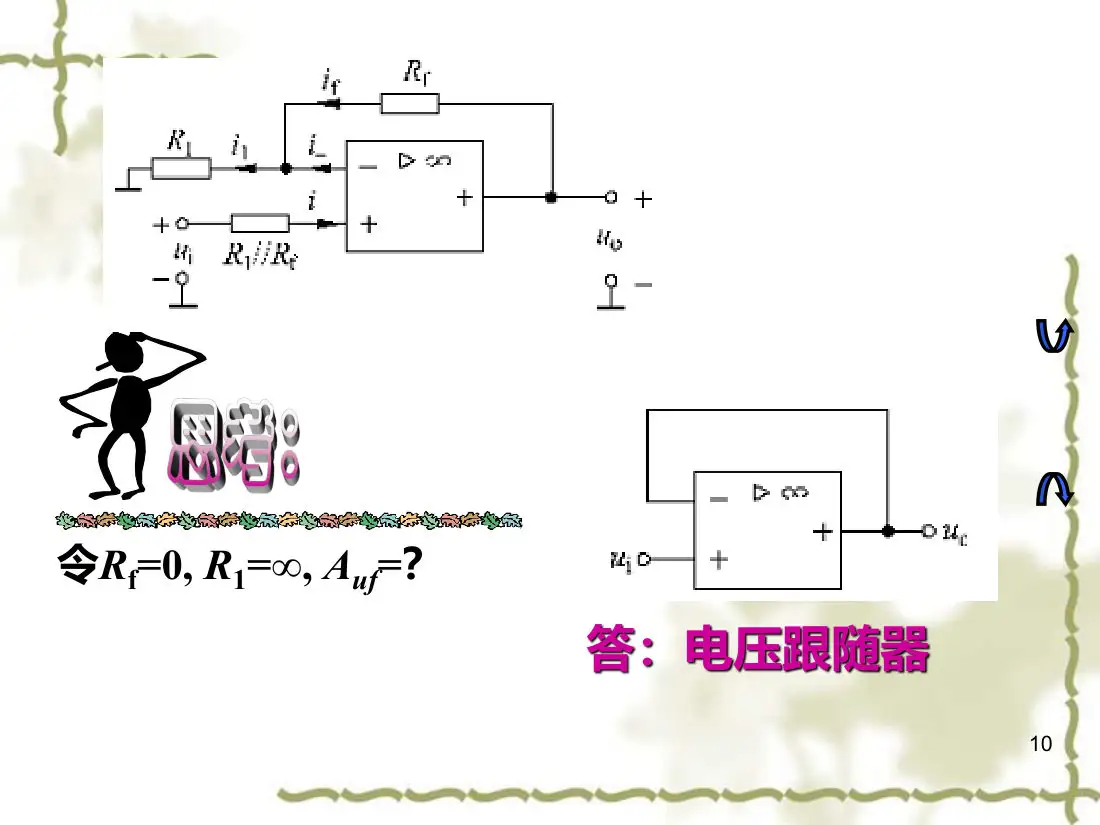 i_f R_f
R_1 i_1 i_− − ▷ ∞
i
+ +
+ u_i R_1//R_f + u_o
− −
思考:
− ▷ ∞
+ u_o
u_i +
令R_f=0, R_1=∞, A_uf=?
答：电压跟随器
10